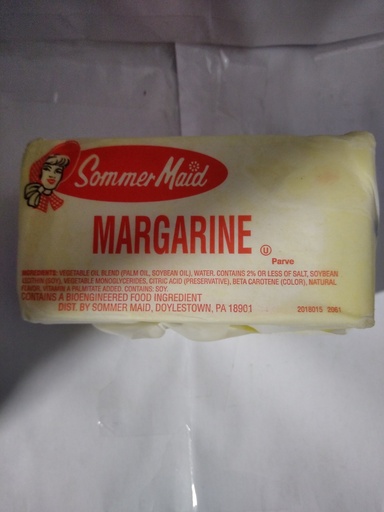 Sommer Maid
MARGARINE U
Parve
INGREDIENTS: VEGETABLE OIL BLEND (PALM OIL, SOYBEAN OIL), WATER. CONTAINS 2% OR LESS OF SALT, SOYBEAN
LECITHIN (SOY), VEGETABLE MONOGLYCERIDES, CITRIC ACID (PRESERVATIVE), BETA CAROTENE (COLOR), NATURAL
FLAVOR, VITAMIN A PALMITATE ADDED. CONTAINS: SOY.
CONTAINS A BIOENGINEERED FOOD INGREDIENT
DIST. BY SOMMER MAID, DOYLESTOWN, PA 18901